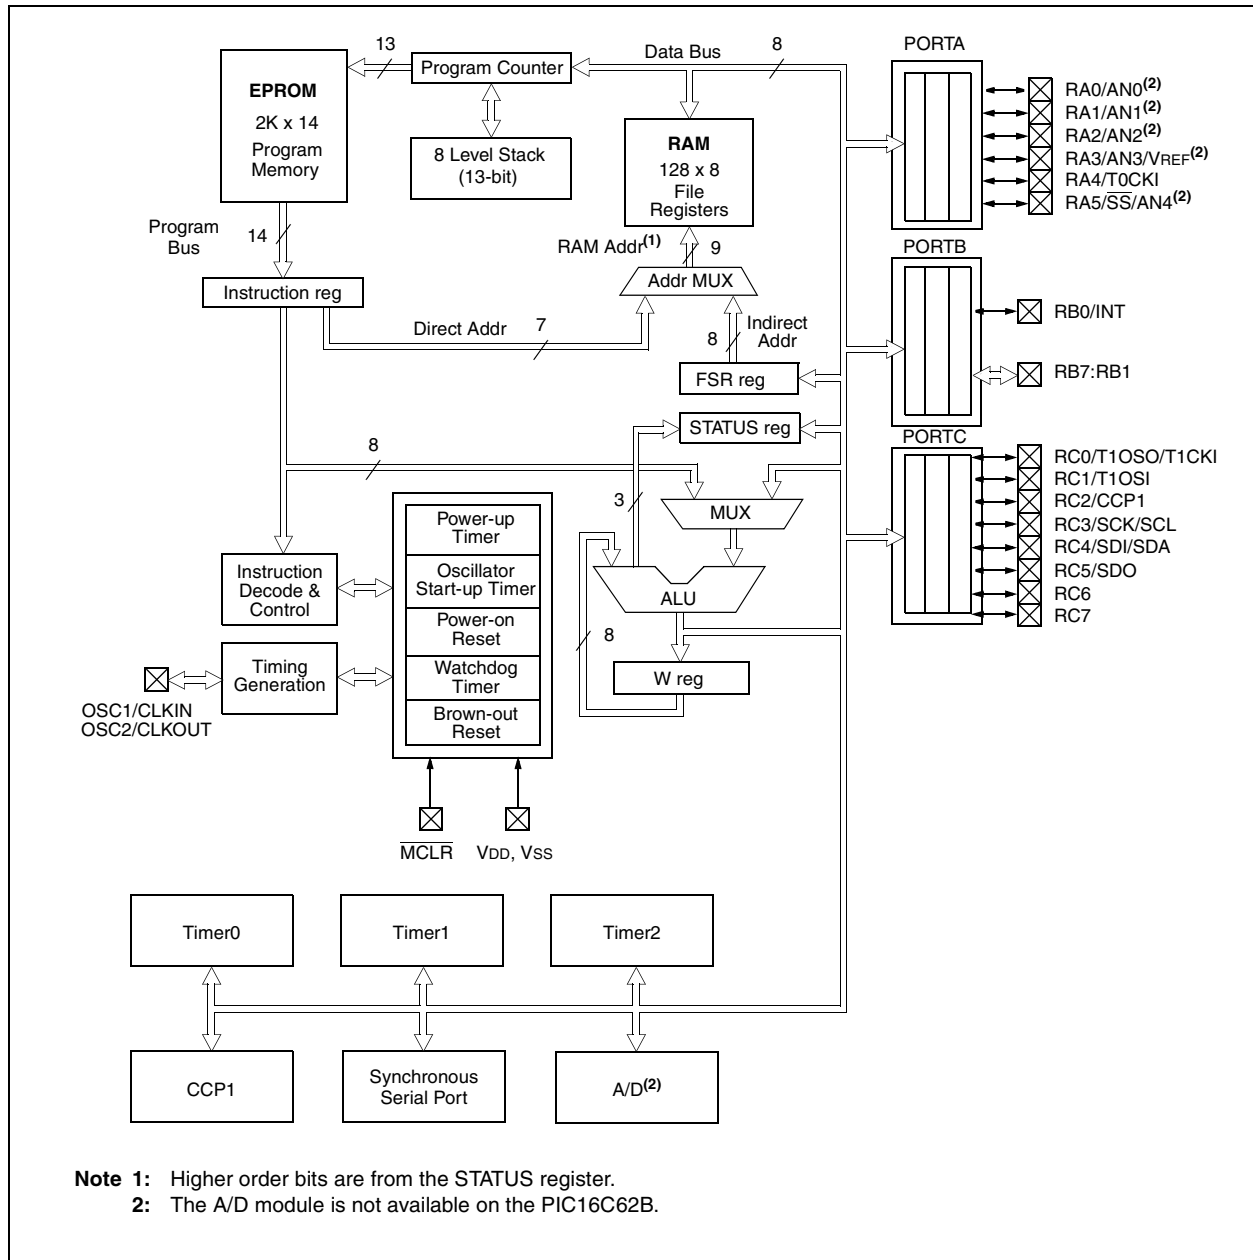 13
Data Bus
8
PORTA
EPROM
2K x 14
Program
Memory
Program Counter
8 Level Stack
(13-bit)
RAM
128 x 8
File
Registers
RA0/AN0(2)
RA1/AN1(2)
RA2/AN2(2)
RA3/AN3/VREF(2)
RA4/T0CKI
RA5/SS/AN4(2)
Program
Bus
14
RAM Addr(1)
9
PORTB
Instruction reg
Addr MUX
Direct Addr
7
8
Indirect
Addr
RB0/INT
FSR reg
RB7:RB1
STATUS reg
PORTC
8
RC0/T1OSO/T1CKI
RC1/T1OSI
RC2/CCP1
RC3/SCK/SCL
RC4/SDI/SDA
RC5/SDO
RC6
RC7
3
MUX
Power-up
Timer
Oscillator
Start-up Timer
Power-on
Reset
Watchdog
Timer
Brown-out
Reset
Instruction
Decode &
Control
ALU
8
Timing
Generation
W reg
OSC1/CLKIN
OSC2/CLKOUT
MCLR
VDD, VSS
Timer0
Timer1
Timer2
CCP1
Synchronous
Serial Port
A/D(2)
Note 1: Higher order bits are from the STATUS register.
2: The A/D module is not available on the PIC16C62B.